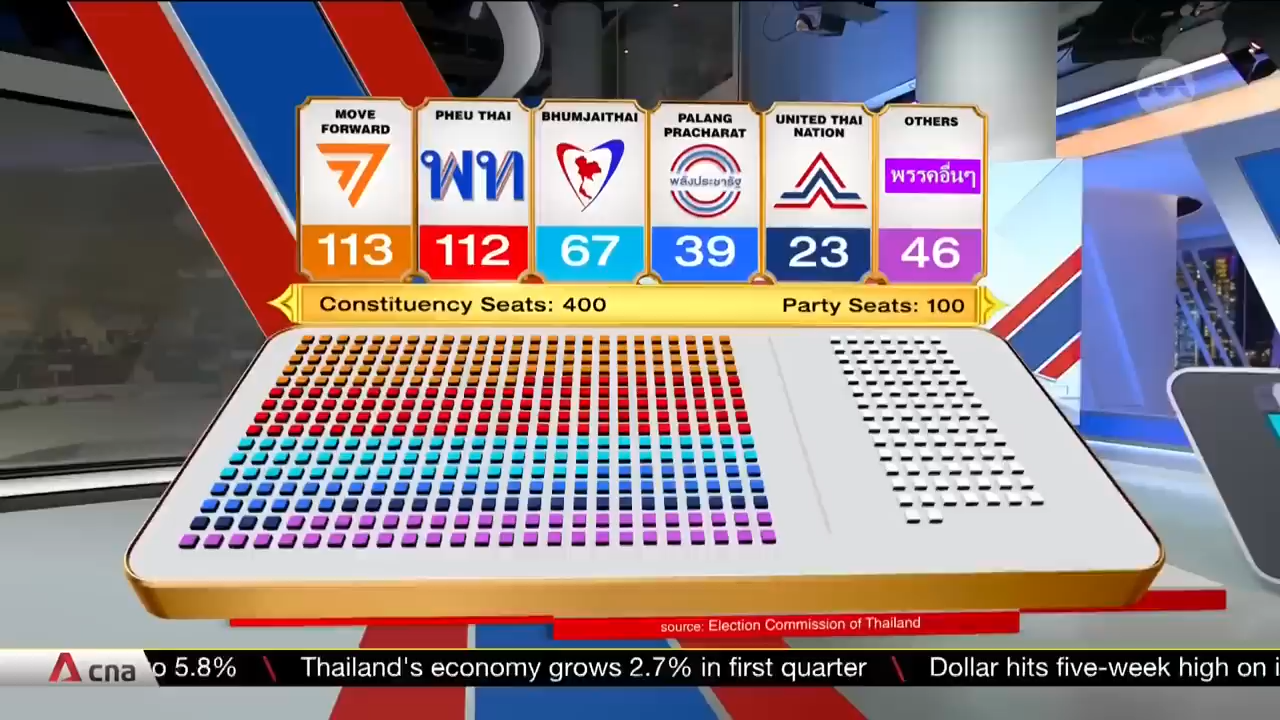 MOVE
FORWARD
113
PHEU THAI
พท
112
BHUMJAITHAI
67
PALANG
PRACHARAT
พลังประชารัฐ
39
UNITED THAI
NATION
23
OTHERS
พรรคอื่นๆ
46
Constituency Seats: 400
Party Seats: 100
source: Election Commission of Thailand
cna
o 5.8% \ Thailand's economy grows 2.7% in first quarter \ Dollar hits five-week high on i